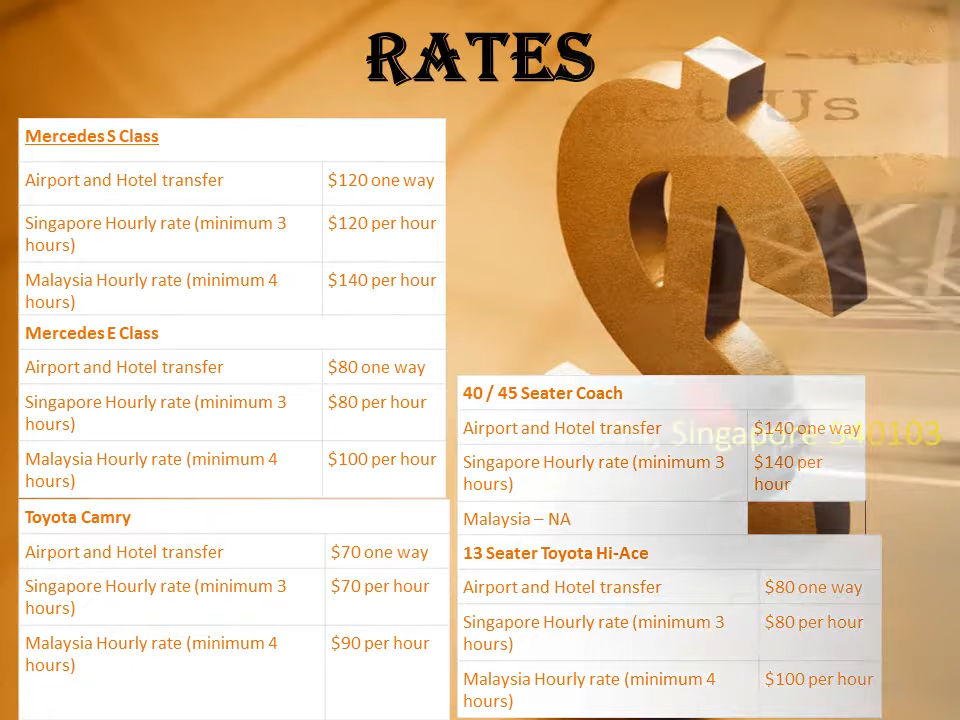 RATES
ct Us
Mercedes S Class
Airport and Hotel transfer $120 one way
Singapore Hourly rate (minimum 3 $120 per hour
hours)
Malaysia Hourly rate (minimum 4 $140 per hour
hours)
Mercedes E Class
Airport and Hotel transfer $80 one way
Singapore Hourly rate (minimum 3 $80 per hour
hours)
Malaysia Hourly rate (minimum 4 $100 per hour
hours)
Toyota Camry
Airport and Hotel transfer $70 one way
Singapore Hourly rate (minimum 3 $70 per hour
hours)
Malaysia Hourly rate (minimum 4 $90 per hour
hours)
40 / 45 Seater Coach
Airport and Hotel transfer $140 one way
Singapore 540103
Singapore Hourly rate (minimum 3 $140 per
hours) hour
Malaysia – NA
13 Seater Toyota Hi-Ace
Airport and Hotel transfer $80 one way
Singapore Hourly rate (minimum 3 $80 per hour
hours)
Malaysia Hourly rate (minimum 4 $100 per hour
hours)